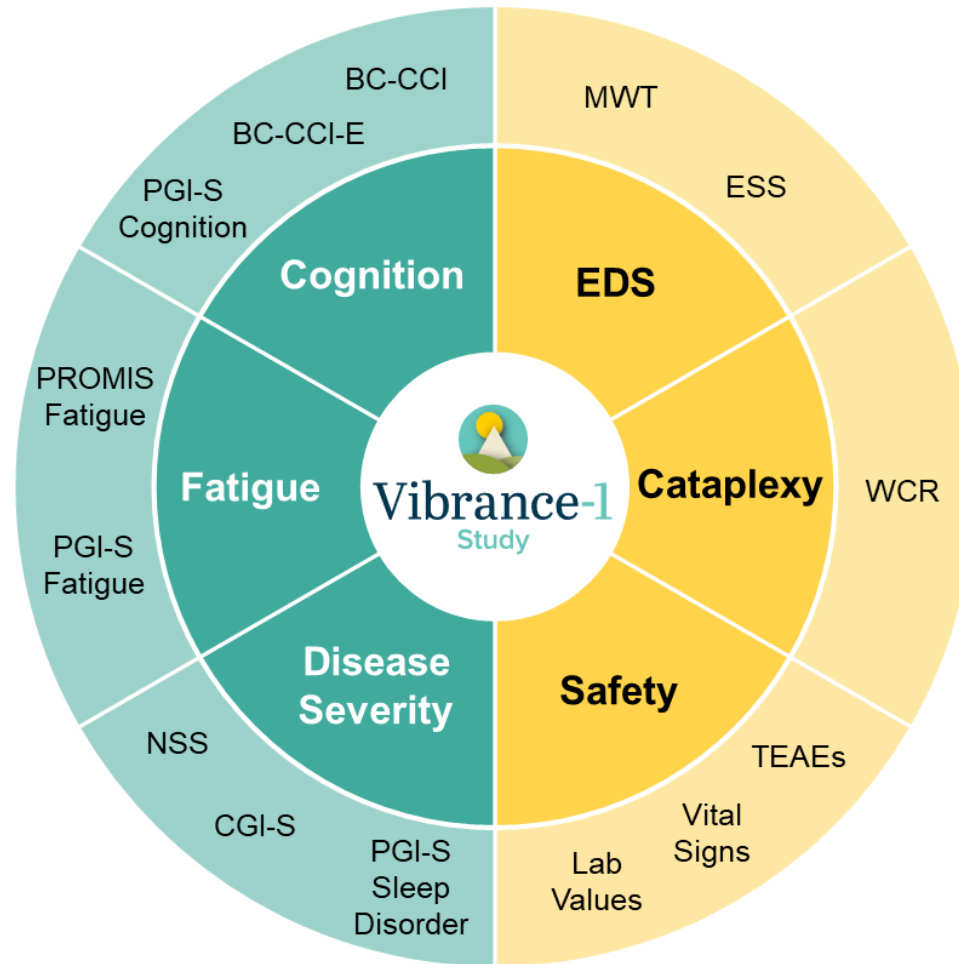 BC-CCI
BC-CCI-E
PGI-S
Cognition
MWT
ESS
Cognition
EDS
PROMIS
Fatigue
PGI-S
Fatigue
Fatigue
Vibrance-1
Study
Cataplexy
WCR
Disease
Severity
Safety
NSS
CGI-S
PGI-S
Sleep
Disorder
TEAEs
Vital
Signs
Lab
Values